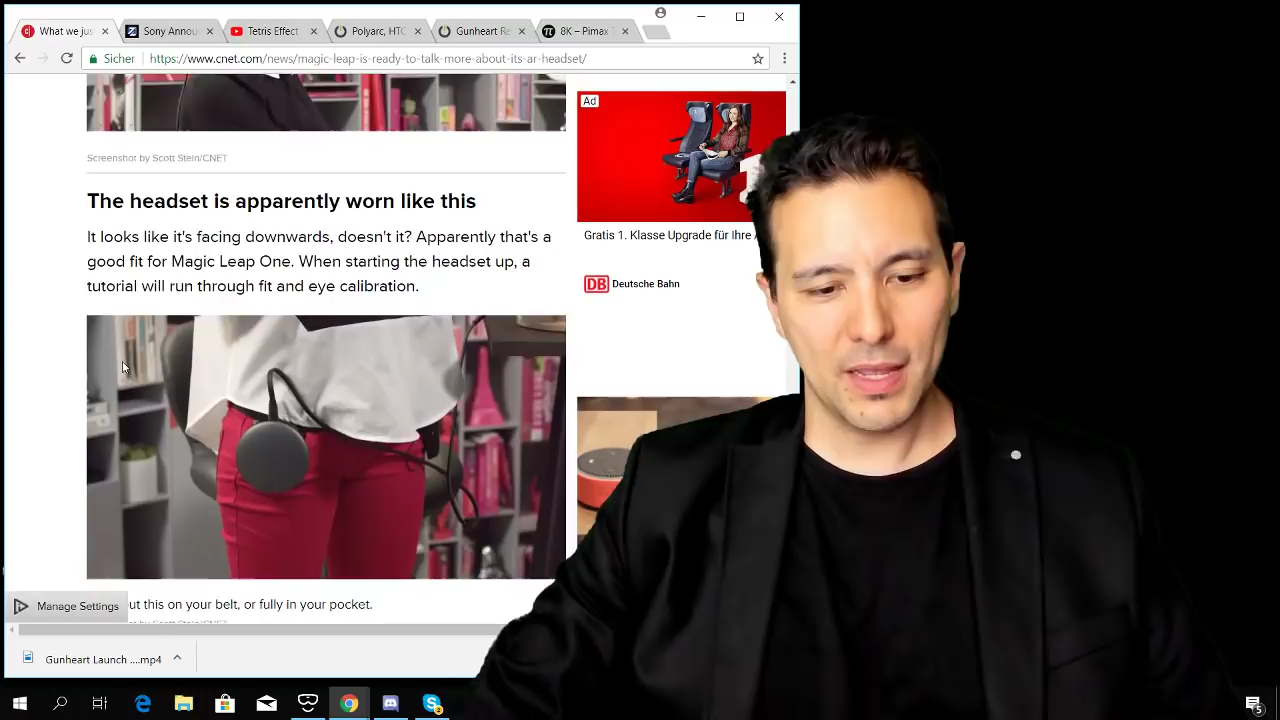 What we jus
Sony Annou
Tetris Effect
Polyarc, HTC
Gunheart Re
8K – Pimax T
Sicher
https://www.cnet.com/news/magic-leap-is-ready-to-talk-more-about-its-ar-headset/
Screenshot by Scott Stein/CNET
The headset is apparently worn like this
It looks like it's facing downwards, doesn't it? Apparently that's a
good fit for Magic Leap One. When starting the headset up, a
tutorial will run through fit and eye calibration.
Ad
Gratis 1. Klasse Upgrade für Ihre
DB Deutsche Bahn
Manage Settings
ut this on your belt, or fully in your pocket.
Gunheart Launch ....mp4
2
5